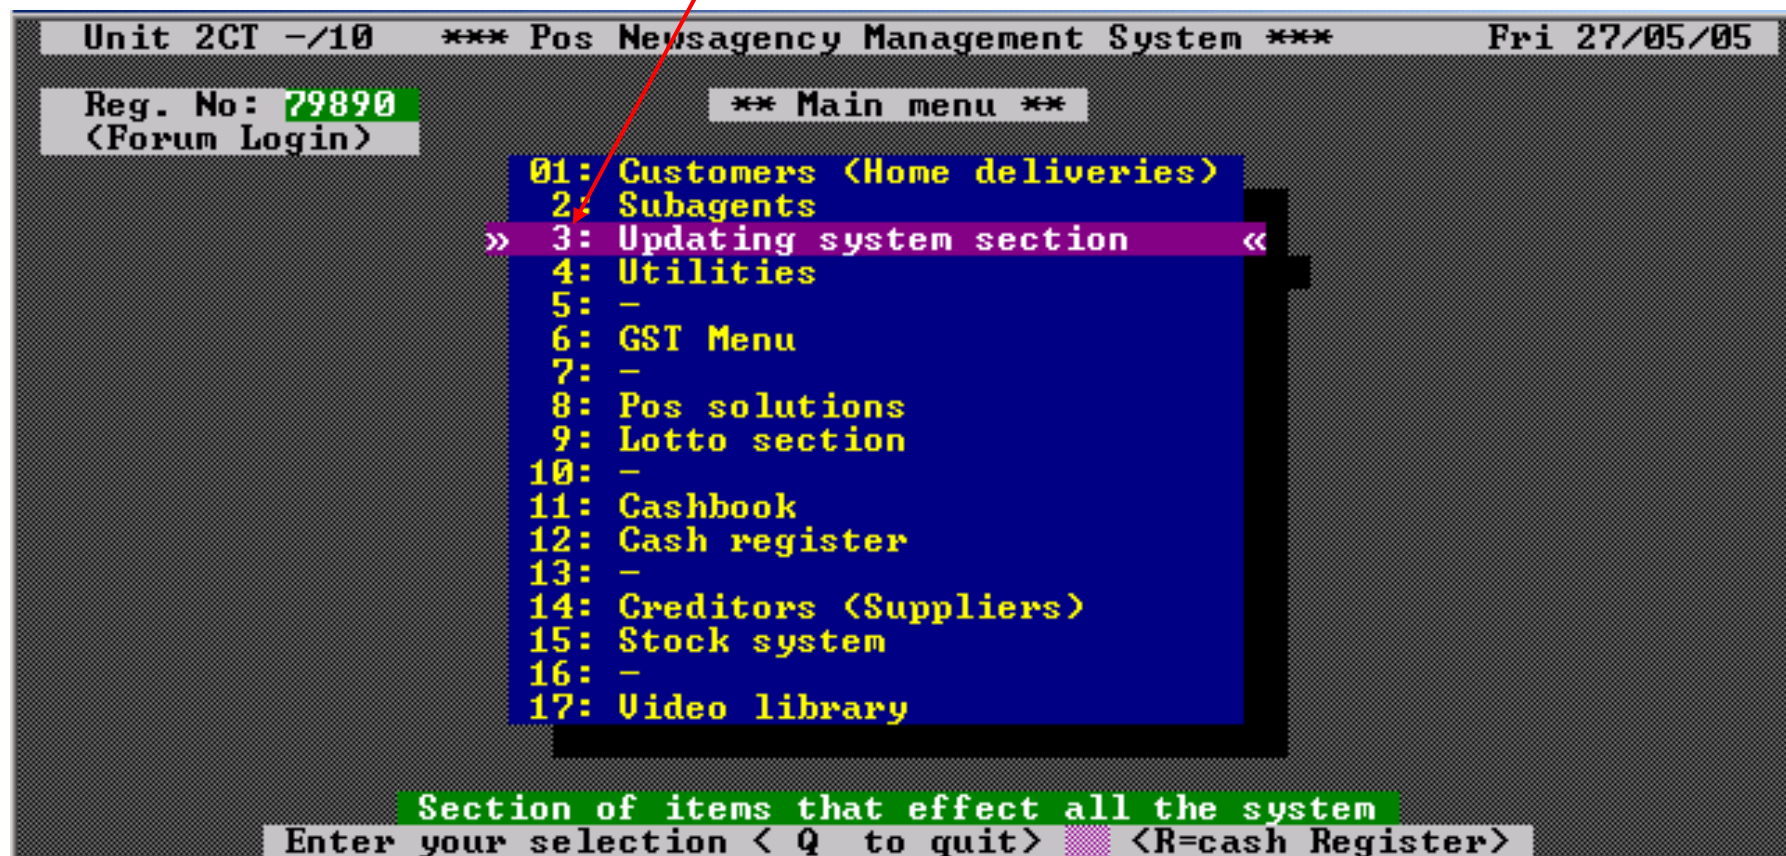 Unit 2CT -/10 *** Pos Newsagency Management System *** Fri 27/05/05
Reg. No: 79890 ** Main menu **
(Forum Login)
01: Customers (Home deliveries)
2: Subagents
» 3: Updating system section «
4: Utilities
5: -
6: GST Menu
7: -
8: Pos solutions
9: Lotto section
10: -
11: Cashbook
12: Cash register
13: -
14: Creditors (Suppliers)
15: Stock system
16: -
17: Video library
Section of items that effect all the system
Enter your selection < Q to quit> <R=cash Register>